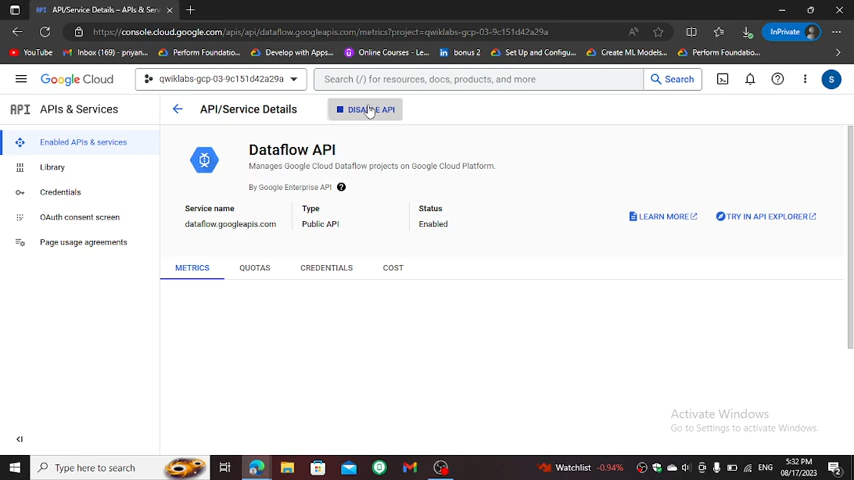 API/Service Details – APIs & Serv
https://console.cloud.google.com/apis/api/dataflow.googleapis.com/metrics?project=qwiklabs-gcp-03-9c151d42a29a
InPrivate
YouTube
Inbox (169) - priyan...
Perform Foundatio...
Develop with Apps...
Online Courses - Le...
bonus 2
Set Up and Configu...
Create ML Models...
Perform Foundatio...
Google Cloud
qwiklabs-gcp-03-9c151d42a29a
Search (/) for resources, docs, products, and more
Search
S
API APIs & Services
API/Service Details
DISABLE API
Enabled APIs & services
Library
Credentials
OAuth consent screen
Page usage agreements
Dataflow API
Manages Google Cloud Dataflow projects on Google Cloud Platform.
By Google Enterprise API
Service name
dataflow.googleapis.com
Type
Public API
Status
Enabled
LEARN MORE
TRY IN API EXPLORER
METRICS
QUOTAS
CREDENTIALS
COST
Activate Windows
Go to Settings to activate Windows.
Type here to search
Watchlist -0.94%
ENG
5:32 PM
08/17/2023
2